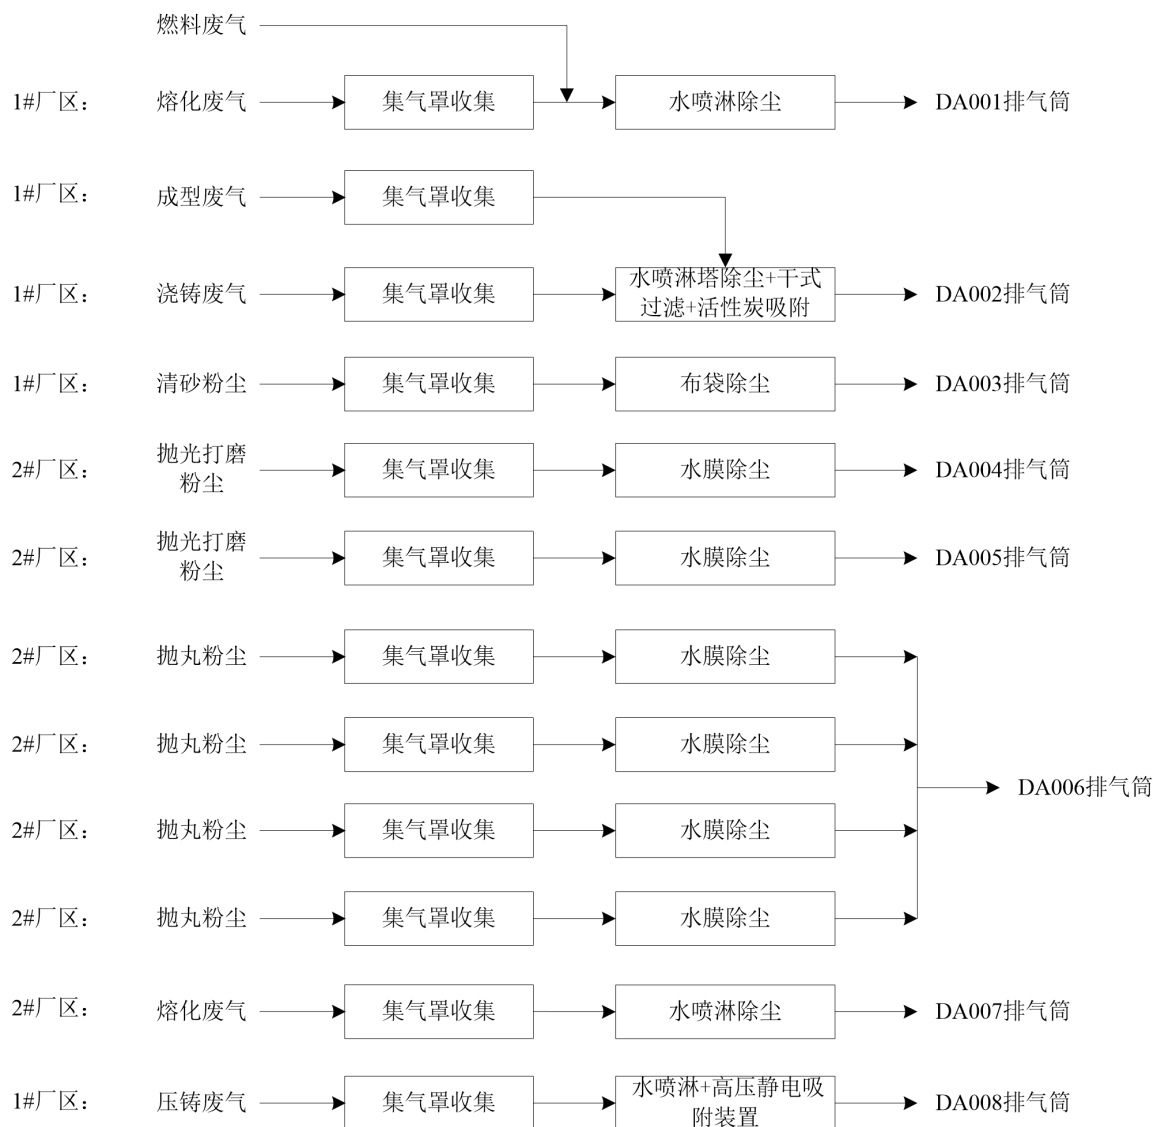 燃料废气
1#厂区： 熔化废气 集气罩收集 水喷淋除尘 DA001排气筒
1#厂区： 成型废气 集气罩收集
1#厂区： 浇铸废气 集气罩收集 水喷淋塔除尘+干式
过滤+活性炭吸附 DA002排气筒
1#厂区： 清砂粉尘 集气罩收集 布袋除尘 DA003排气筒
2#厂区： 抛光打磨
粉尘 集气罩收集 水膜除尘 DA004排气筒
2#厂区： 抛光打磨
粉尘 集气罩收集 水膜除尘 DA005排气筒
2#厂区： 抛丸粉尘 集气罩收集 水膜除尘
2#厂区： 抛丸粉尘 集气罩收集 水膜除尘
DA006排气筒
2#厂区： 抛丸粉尘 集气罩收集 水膜除尘
2#厂区： 抛丸粉尘 集气罩收集 水膜除尘
2#厂区： 熔化废气 集气罩收集 水喷淋除尘 DA007排气筒
1#厂区： 压铸废气 集气罩收集 水喷淋+高压静电吸
附装置 DA008排气筒